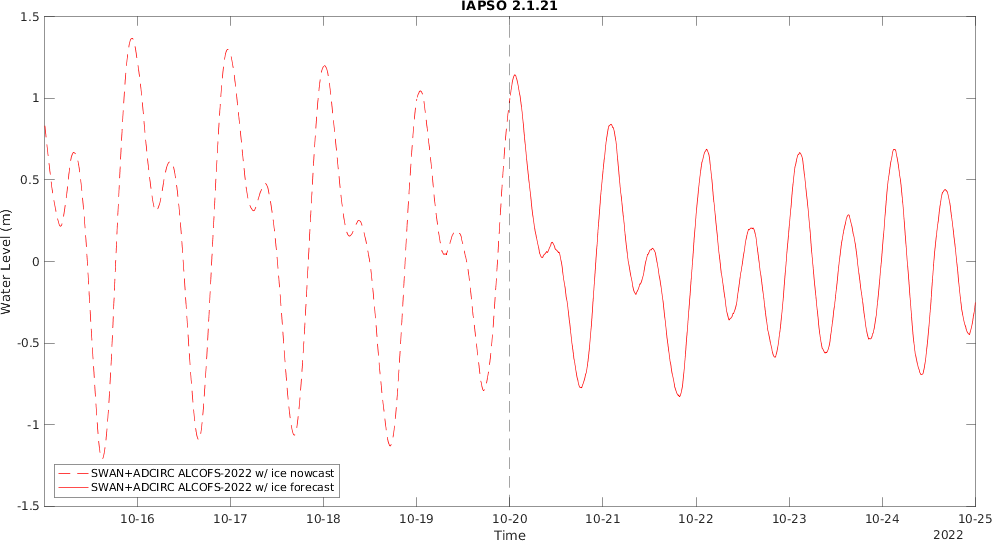 IAPSO 2.1.21
1.5
1
0.5
0
-0.5
-1
-1.5
Water Level (m)
SWAN+ADCIRC ALCOFS-2022 w/ ice nowcast
SWAN+ADCIRC ALCOFS-2022 w/ ice forecast
10-16 10-17 10-18 10-19 10-20 10-21 10-22 10-23 10-24 10-25
Time
2022